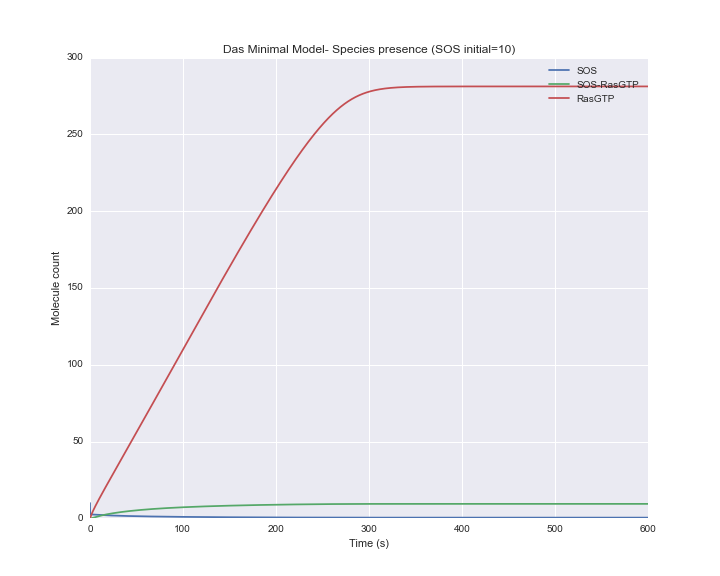 Das Minimal Model- Species presence (SOS initial=10)
300
SOS
SOS-RasGTP
RasGTP
250
200
150
100
50
0
Molecule count
0 100 200 300 400 500 600
Time (s)